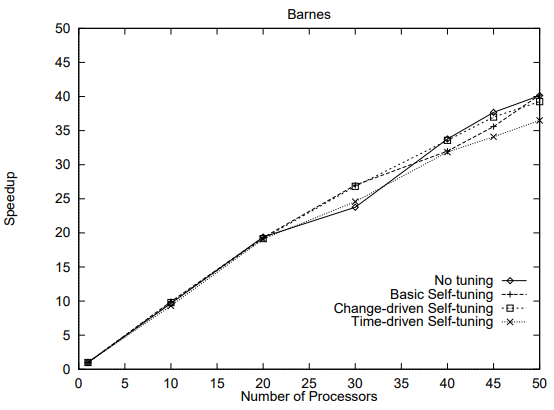 Barnes
50
45
40
35
30
25
20
15
10
5
0
Speedup
No tuning
Basic Self-tuning
Change-driven Self-tuning
Time-driven Self-tuning
0 5 10 15 20 25 30 35 40 45 50
Number of Processors